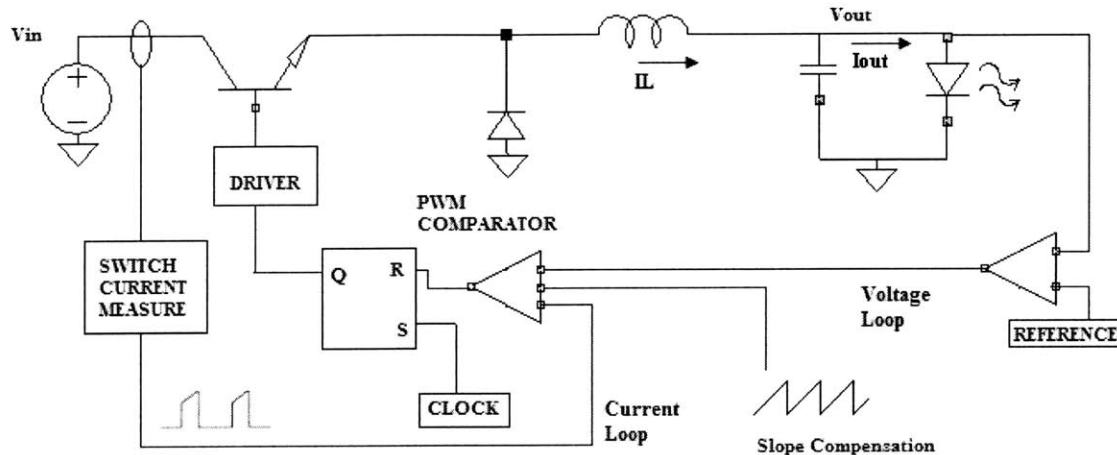 Vin
Vout
Iout
IL
DRIVER
PWM
COMPARATOR
SWITCH
CURRENT
MEASURE
Q
R
S
Voltage
Loop
REFERENCE
CLOCK
Current
Loop
Slope Compensation